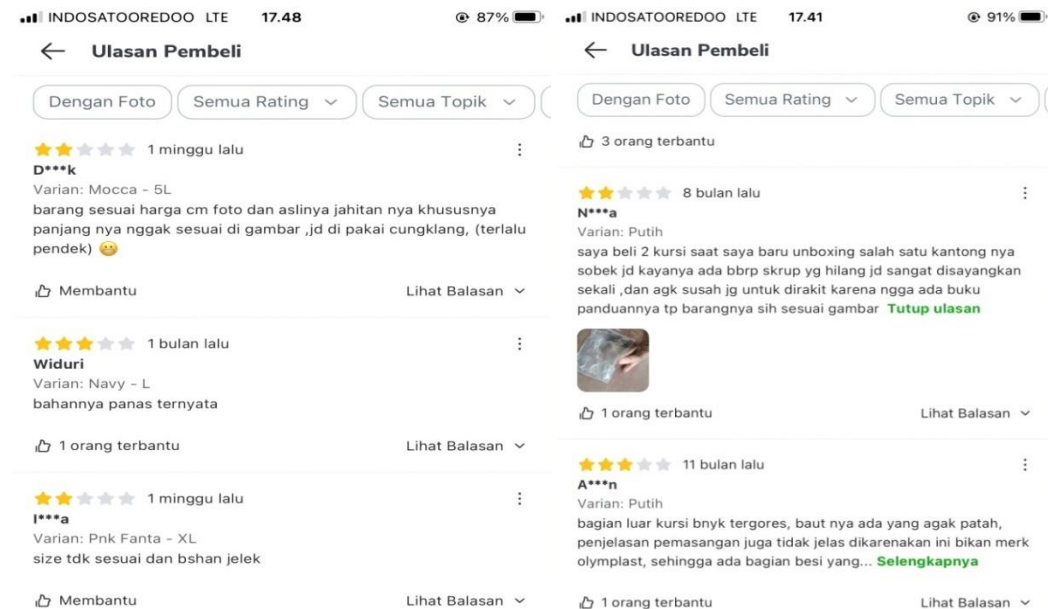 INDOSATOOREDOO LTE 17.48 87%
Ulasan Pembeli
Dengan Foto Semua Rating Semua Topik
1 minggu lalu
D***k
Varian: Mocca - 5L
barang sesuai harga cm foto dan aslinya jahitan nya khususnya
panjang nya nggak sesuai di gambar ,jd di pakai cungklang, (terlalu
pendek) 😬
Membantu Lihat Balasan
1 bulan lalu
Widuri
Varian: Navy - L
bahannya panas ternyata
1 orang terbantu Lihat Balasan
1 minggu lalu
I***a
Varian: Pnk Fanta - XL
size tdk sesuai dan bshan jelek
Membantu Lihat Balasan
INDOSATOOREDOO LTE 17.41 91%
Ulasan Pembeli
Dengan Foto Semua Rating Semua Topik
3 orang terbantu
8 bulan lalu
N***a
Varian: Putih
saya beli 2 kursi saat saya baru unboxing salah satu kantong nya
sobek jd kayanya ada bbrp skrup yg hilang jd sangat disayangkan
sekali ,dan agk susah jg untuk dirakit karena ngga ada buku
panduannya tp barangnya sih sesuai gambar Tutup ulasan
1 orang terbantu Lihat Balasan
11 bulan lalu
A***n
Varian: Putih
bagian luar kursi bnyk tergores, baut nya ada yang agak patah,
penjelasan pemasangan juga tidak jelas dikarenakan ini bikan merk
olymplast, sehingga ada bagian besi yang... Selengkapnya
1 orang terbantu Lihat Balasan